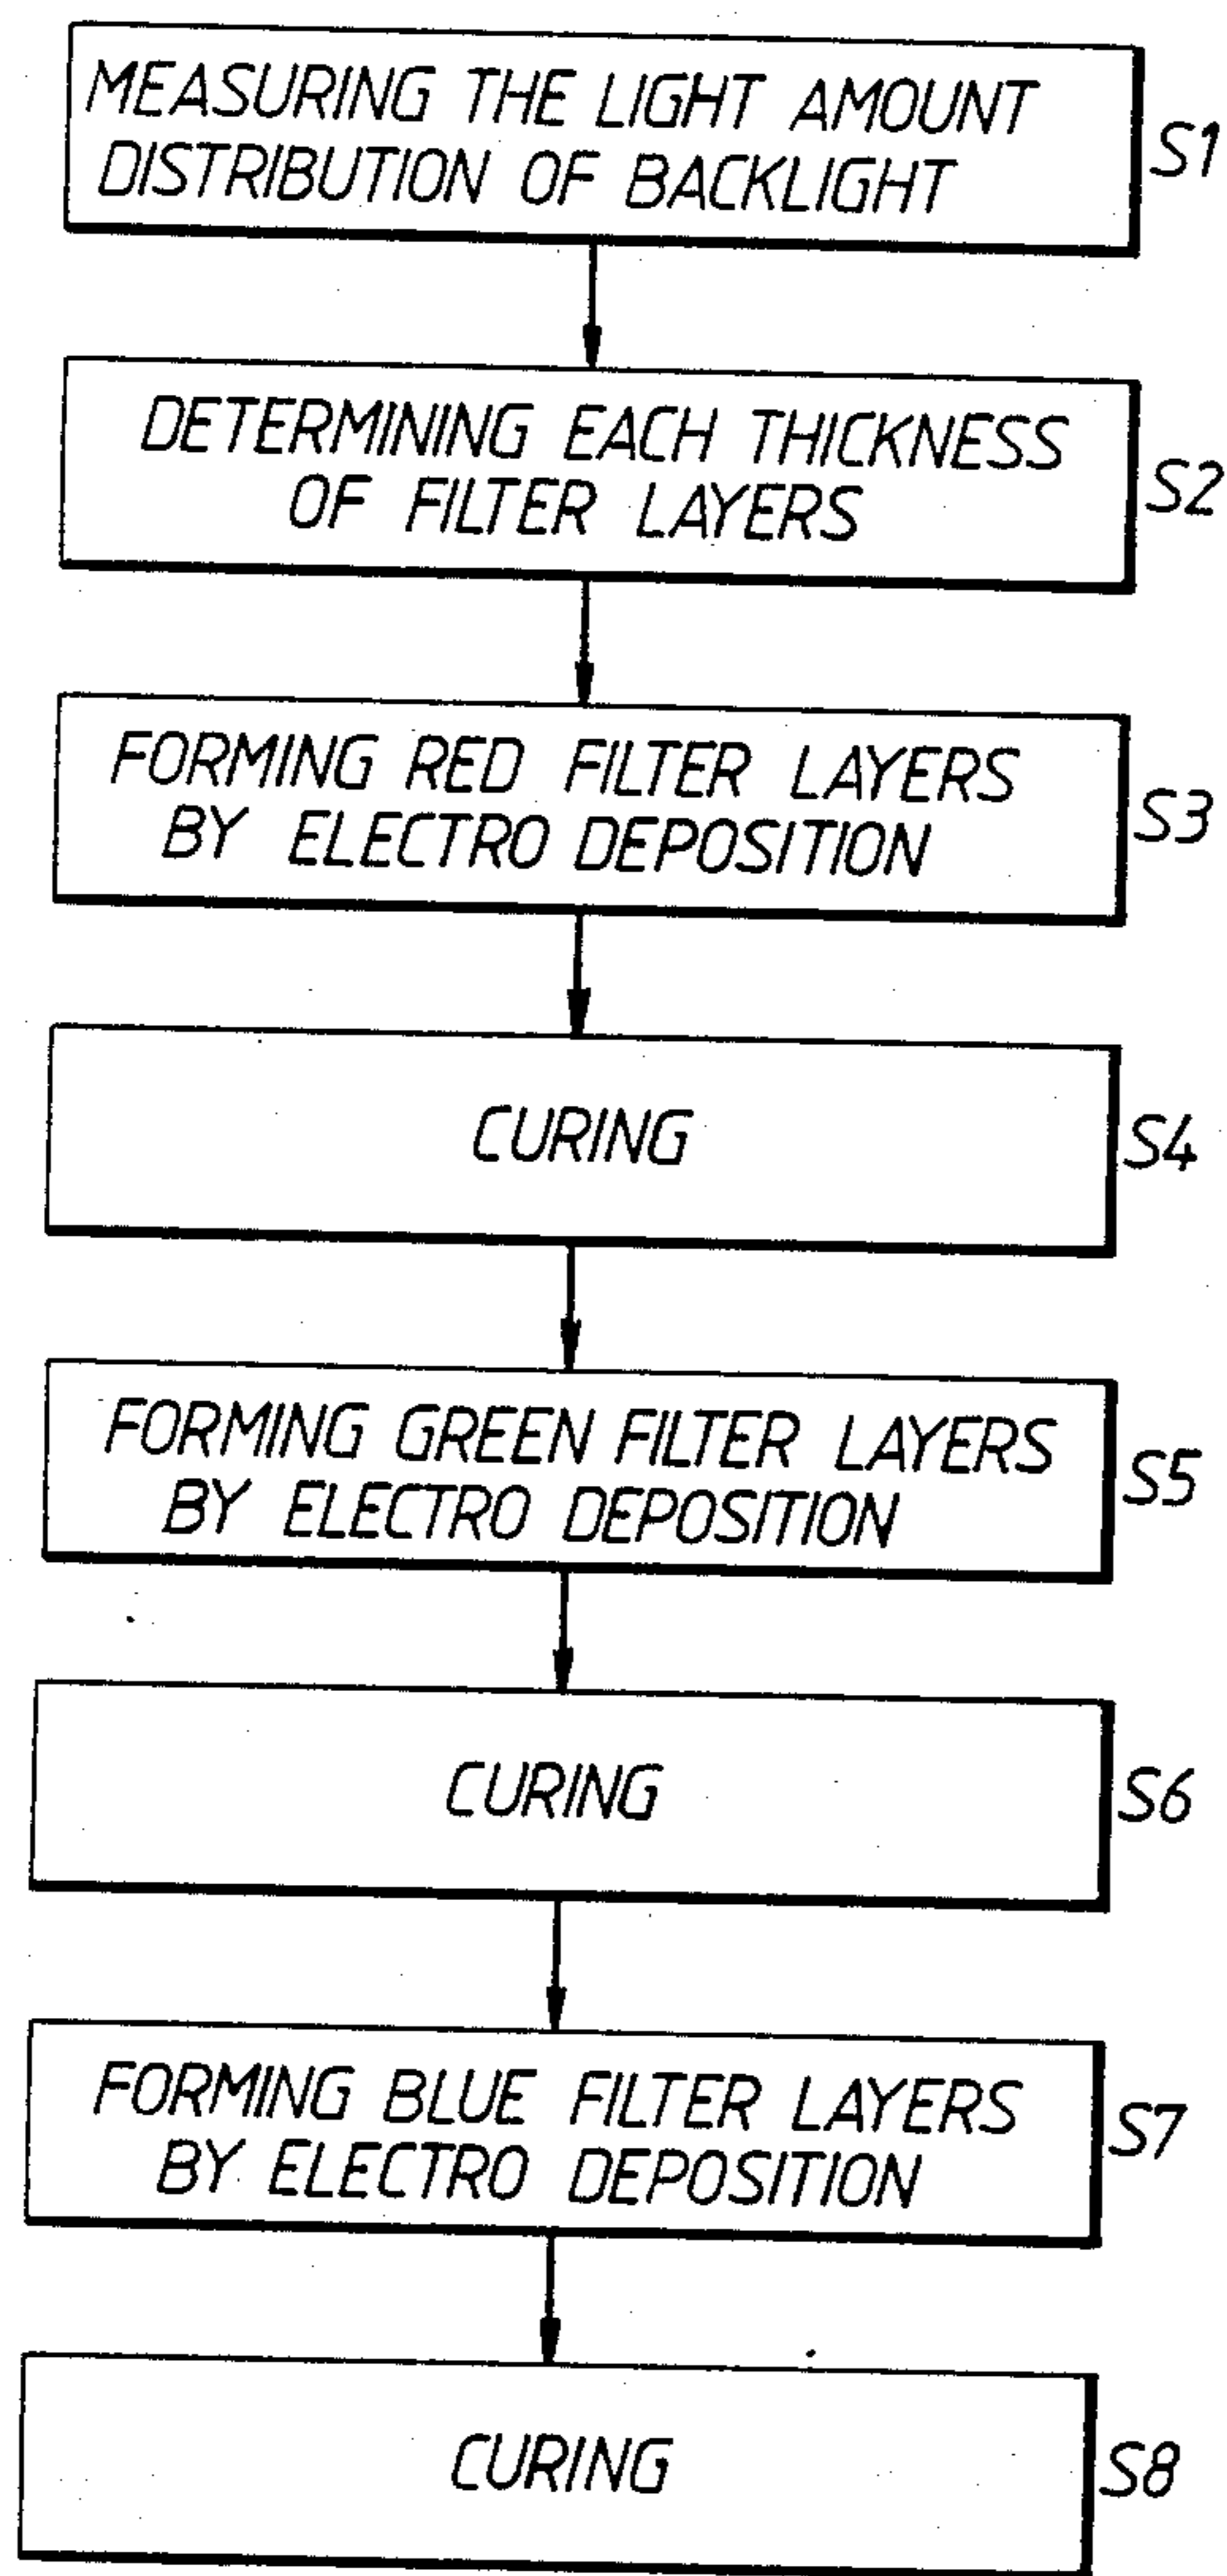 MEASURING THE LIGHT AMOUNT
DISTRIBUTION OF BACKLIGHT
S1
DETERMINING EACH THICKNESS
OF FILTER LAYERS
S2
FORMING RED FILTER LAYERS
BY ELECTRO DEPOSITION
S3
CURING
S4
FORMING GREEN FILTER LAYERS
BY ELECTRO DEPOSITION
S5
CURING
S6
FORMING BLUE FILTER LAYERS
BY ELECTRO DEPOSITION
S7
CURING
S8